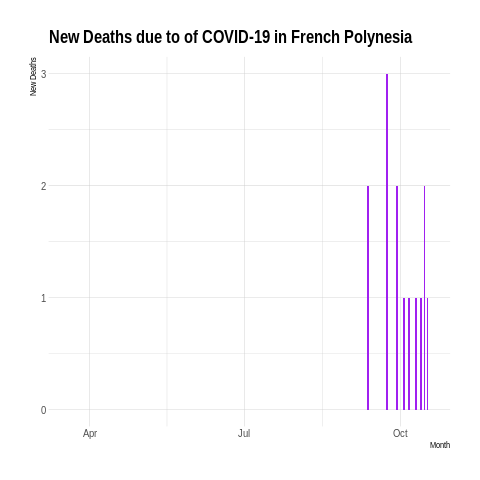 New Deaths due to of COVID-19 in French Polynesia
New Deaths
3
2
1
0
Apr Jul Oct
Month